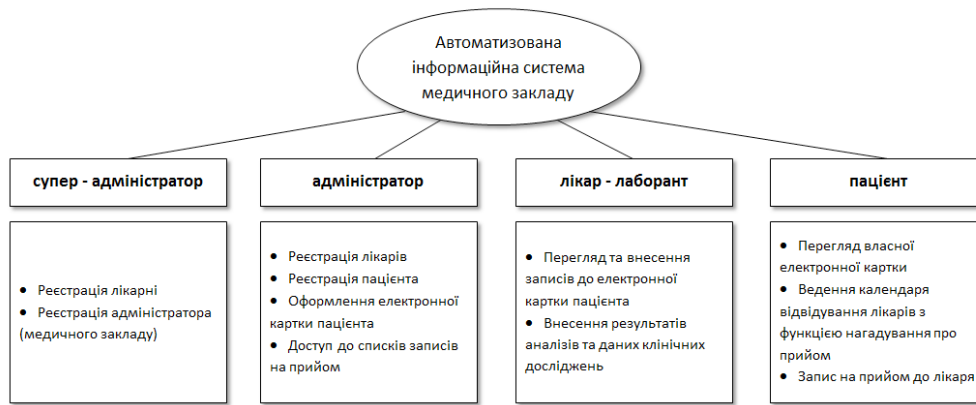 Автоматизована
інформаційна система
медичного закладу
супер - адміністратор
адміністратор
лікар - лаборант
пацієнт
• Реєстрація лікарні
• Реєстрація адміністратора
(медичного закладу)
• Реєстрація лікарів
• Реєстрація пацієнта
• Оформлення електронної
картки пацієнта
• Доступ до списків записів
на прийом
• Перегляд та внесення
записів до електронної
картки пацієнта
• Внесення результатів
аналізів та даних клінічних
досліджень
• Перегляд власної
електронної картки
• Ведення календаря
відвідування лікарів з
функцією нагадування про
прийом
• Запис на прийом до лікаря